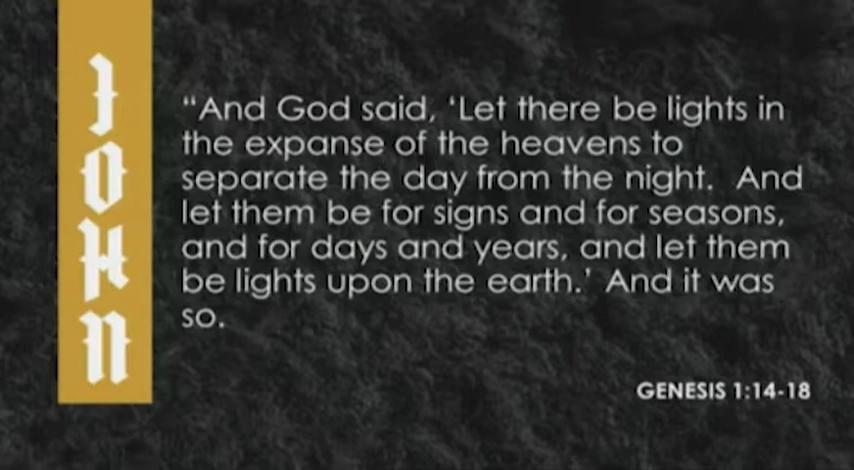 JOHN
“And God said, ‘Let there be lights in
the expanse of the heavens to
separate the day from the night.  And
let them be for signs and for seasons,
and for days and years, and let them
be lights upon the earth.’ And it was
so.
GENESIS 1:14-18